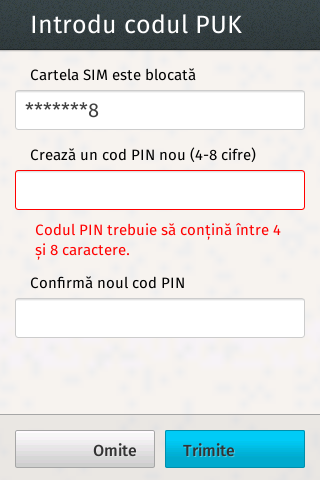 Introdu codul PUK
Cartela SIM este blocată
*******8
Crează un cod PIN nou (4-8 cifre)
Codul PIN trebuie să conțină între 4
și 8 caractere.
Confirmă noul cod PIN
Omite
Trimite